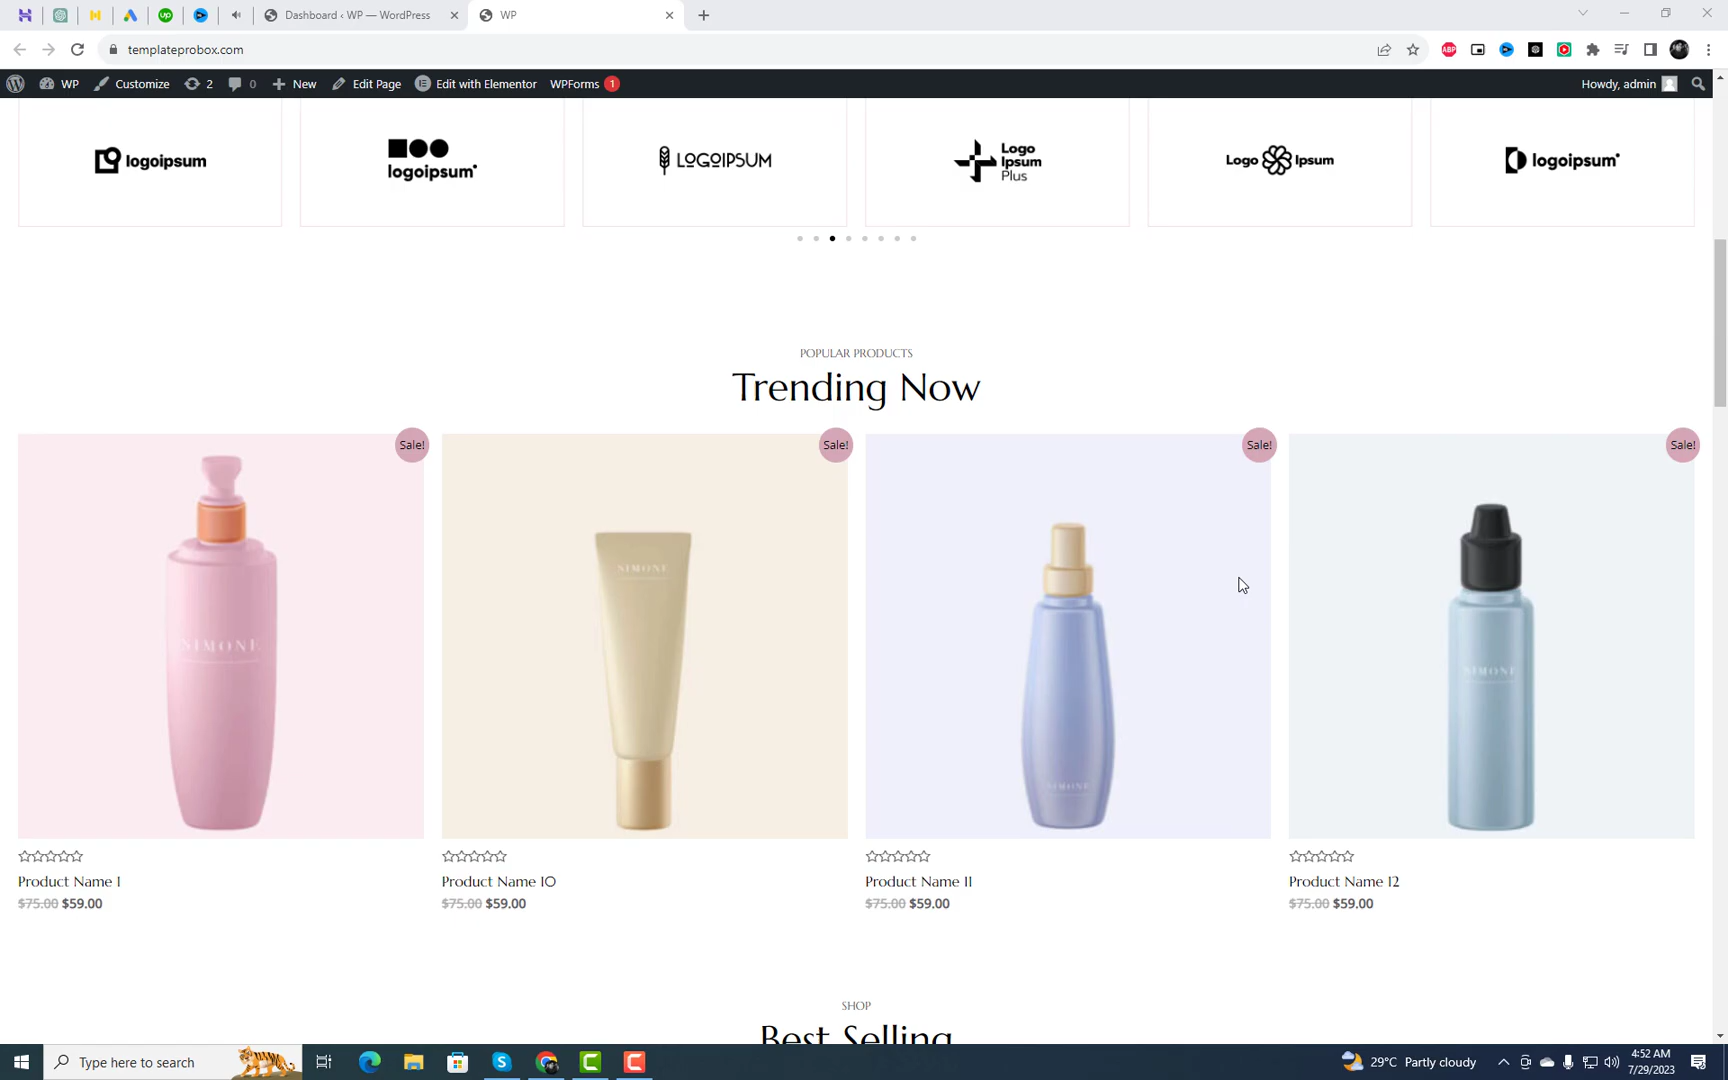 Dashboard ‹ WP — WordPress
WP
templateprobox.com
WP
Customize
2
0
New
Edit Page
Edit with Elementor
WPForms 1
Howdy, admin
logoipsum
logoipsum
LOGOIPSUM
Logo
Ipsum
Plus
Logo Ipsum
logoipsum
POPULAR PRODUCTS
Trending Now
Sale!
Sale!
Sale!
Sale!
SIMONE
SIMONE
SIMONE
SIMONE
Product Name 1
$75.00 $59.00
Product Name 10
$75.00 $59.00
Product Name 11
$75.00 $59.00
Product Name 12
$75.00 $59.00
SHOP
Best Selling
Type here to search
29°C Partly cloudy
4:52 AM
7/29/2023